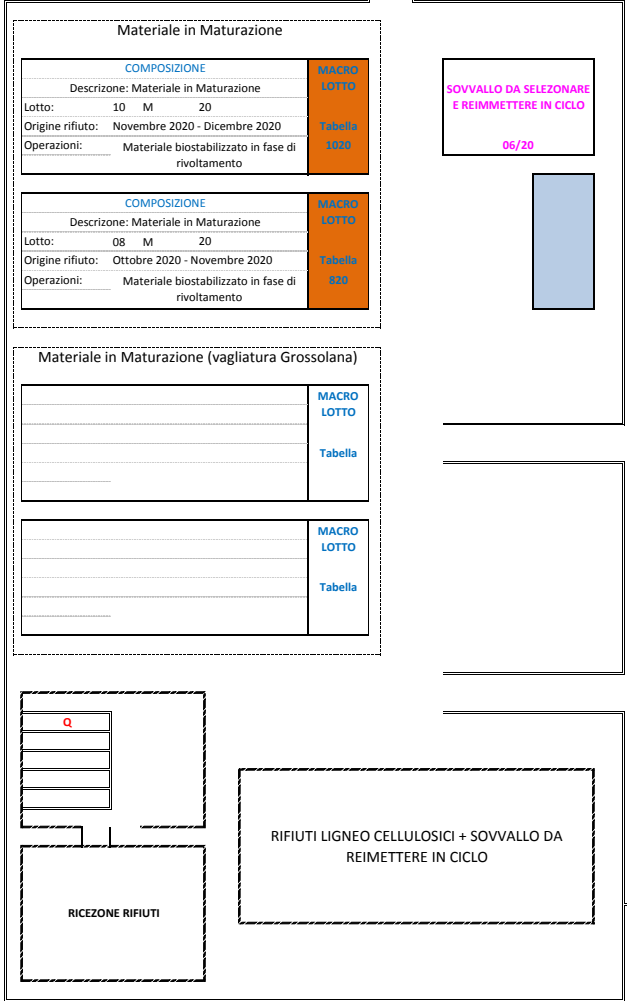 Materiale in Maturazione
COMPOSIZIONE
MACRO
LOTTO
Descrizone: Materiale in Maturazione
Lotto: 10 M 20
Origine rifiuto: Novembre 2020 - Dicembre 2020
Tabella
Operazioni: Materiale biostabilizzato in fase di
rivoltamento
1020
COMPOSIZIONE
MACRO
LOTTO
Descrizone: Materiale in Maturazione
Lotto: 08 M 20
Origine rifiuto: Ottobre 2020 - Novembre 2020
Tabella
Operazioni: Materiale biostabilizzato in fase di
rivoltamento
820
SOVVALLO DA SELEZONARE
E REIMMETTERE IN CICLO
06/20
Materiale in Maturazione (vagliatura Grossolana)
MACRO
LOTTO
Tabella
MACRO
LOTTO
Tabella
Q
RIFIUTI LIGNEO CELLULOSICI + SOVVALLO DA
REIMETTERE IN CICLO
RICEZONE RIFIUTI